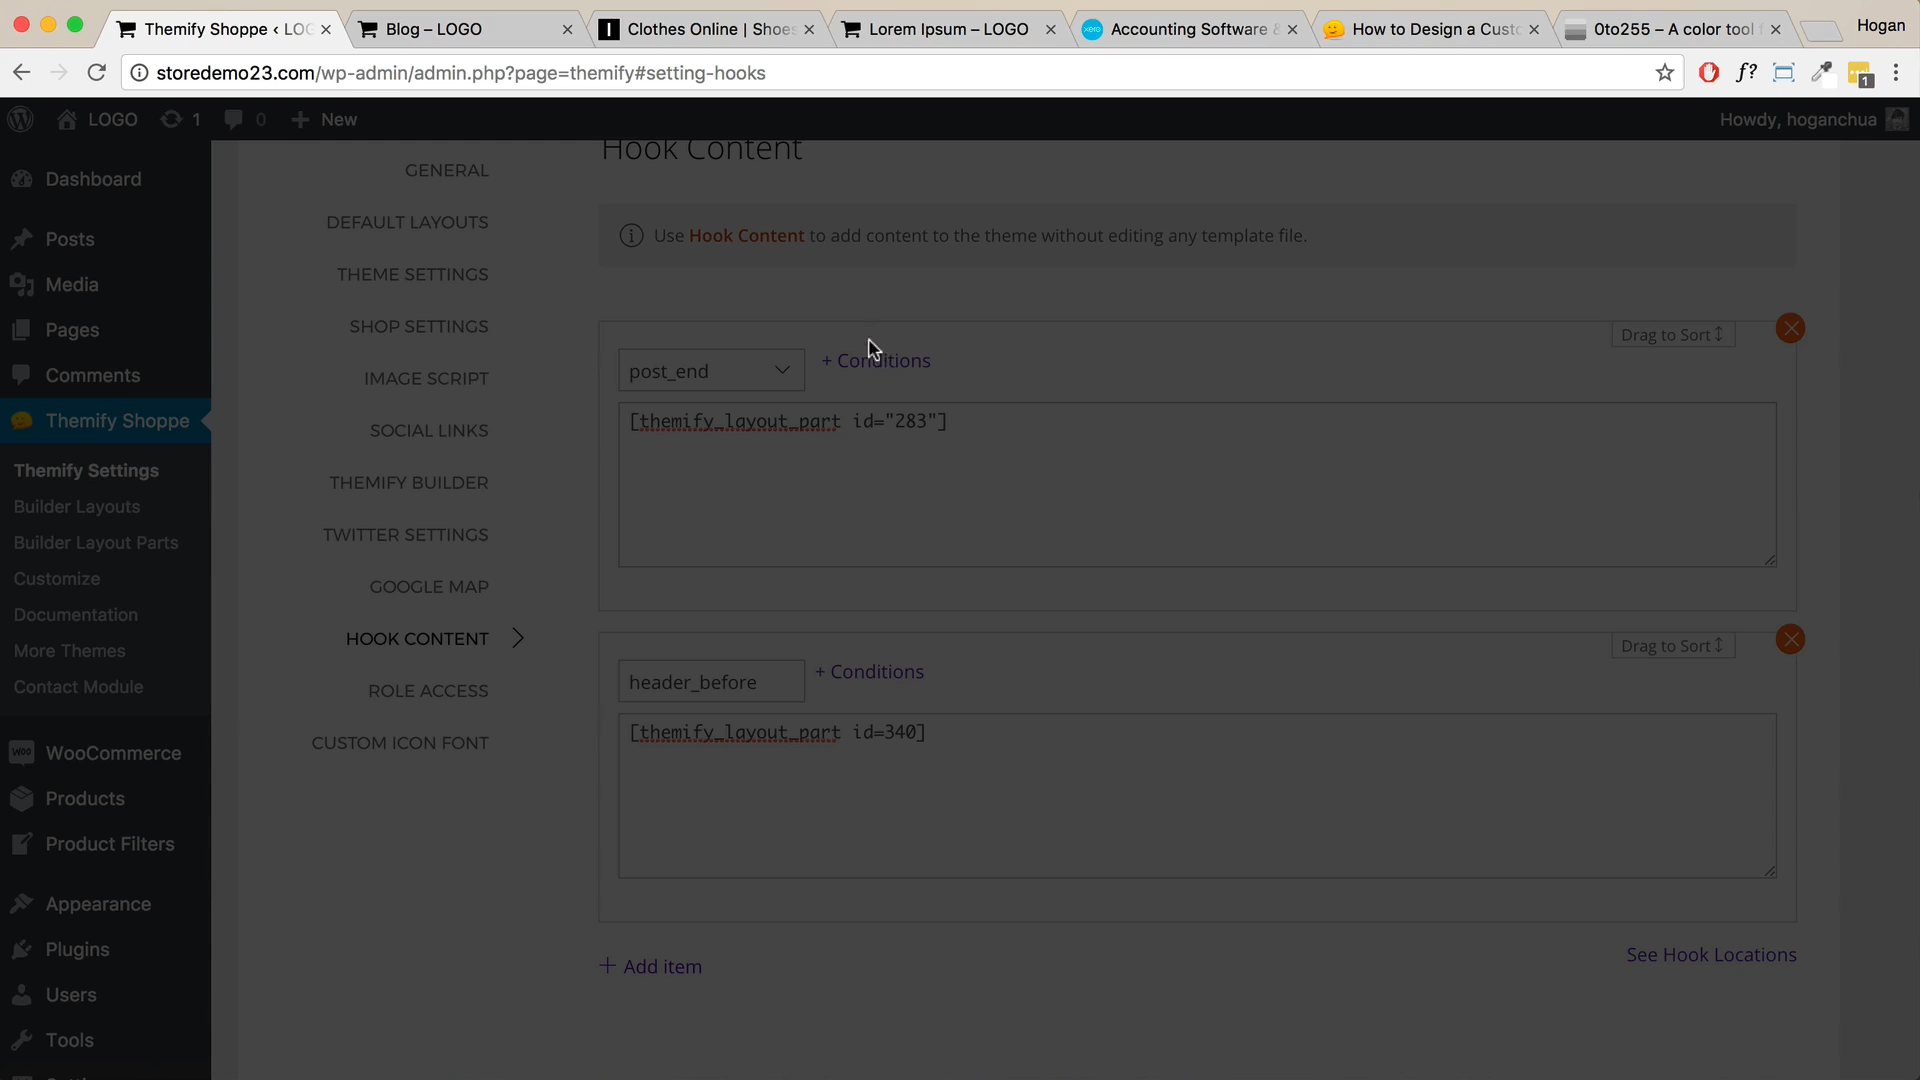 Themify Shoppe ‹ LOG
Blog – LOGO
Clothes Online | Shoes
Lorem Ipsum – LOGO
Accounting Software &
How to Design a Custo
0to255 – A color tool f
Hogan
storedemo23.com/wp-admin/admin.php?page=themify#setting-hooks
f?
1
LOGO
1
0
New
Howdy, hoganchua
Dashboard
Posts
Media
Pages
Comments
Themify Shoppe
Themify Settings
Builder Layouts
Builder Layout Parts
Customize
Documentation
More Themes
Contact Module
WOO
WooCommerce
Products
Product Filters
Appearance
Plugins
Users
Tools
GENERAL
DEFAULT LAYOUTS
THEME SETTINGS
SHOP SETTINGS
IMAGE SCRIPT
SOCIAL LINKS
THEMIFY BUILDER
TWITTER SETTINGS
GOOGLE MAP
HOOK CONTENT
ROLE ACCESS
CUSTOM ICON FONT
Hook Content
Use Hook Content to add content to the theme without editing any template file.
Drag to Sort
post_end
+ Conditions
[themify_layout_part id="283"]
Drag to Sort
header_before
+ Conditions
[themify_layout_part id=340]
+ Add item
See Hook Locations